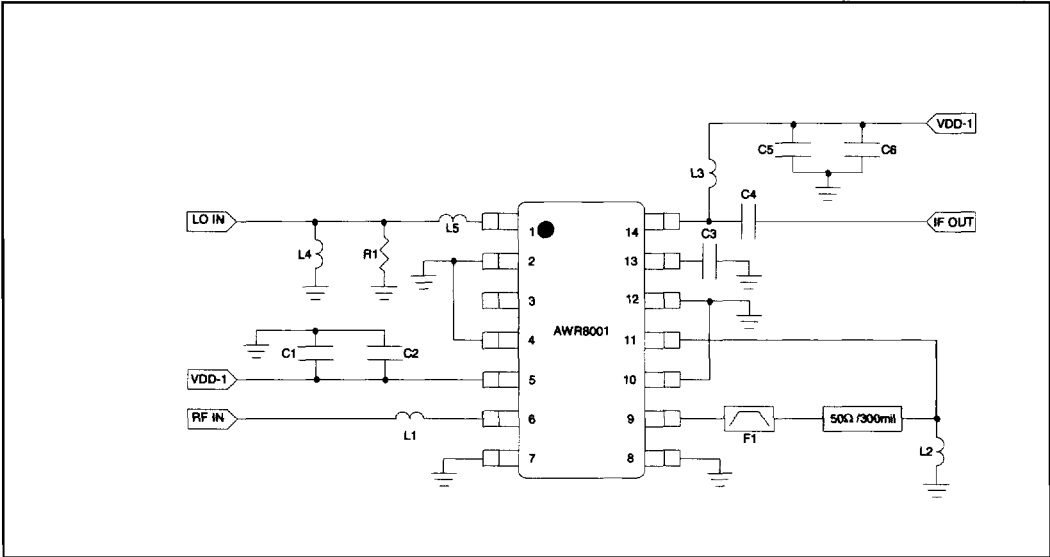 VDD-1
C5
C6
L3
C4
LO IN
L5
IF OUT
1
14
C3
L4
R1
2
13
3
12
AWR8001
C1
C2
4
11
VDD-1
5
10
RF IN
6
9
50Ω /300mil
L1
F1
L2
7
8